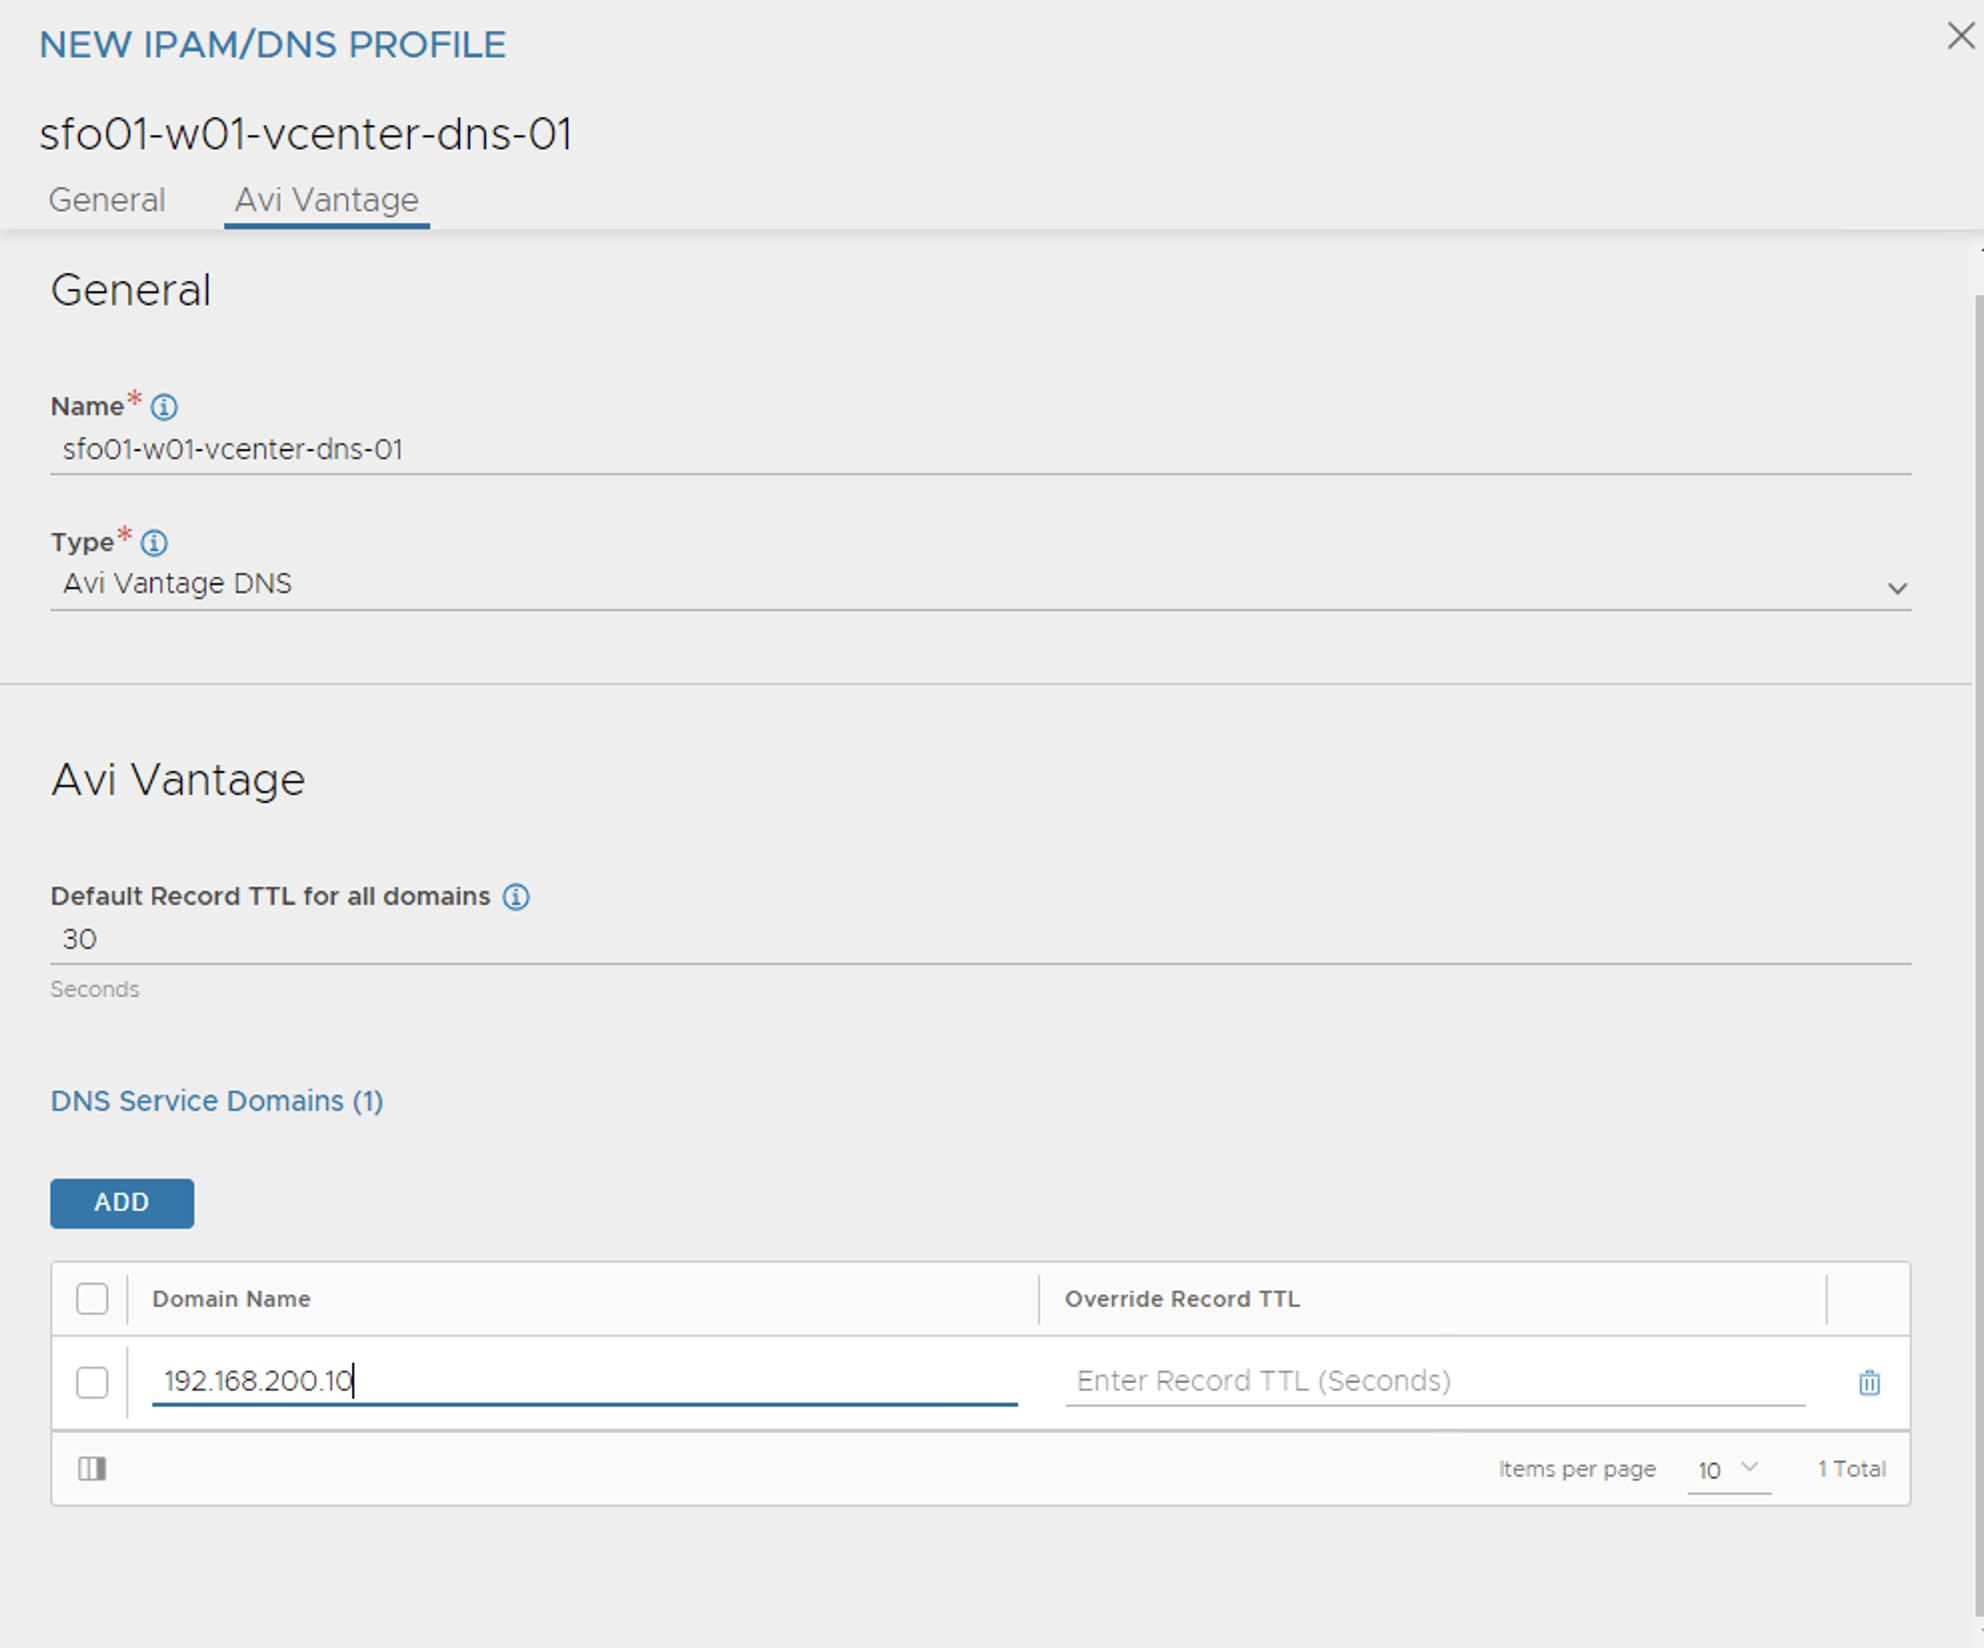 NEW IPAM/DNS PROFILE
sfo01-w01-vcenter-dns-01
General Avi Vantage
General
Name*
sfo01-w01-vcenter-dns-01
Type*
Avi Vantage DNS
Avi Vantage
Default Record TTL for all domains
30
Seconds
DNS Service Domains (1)
ADD
Domain Name Override Record TTL
192.168.200.10 Enter Record TTL (Seconds)
Items per page 10 1 Total